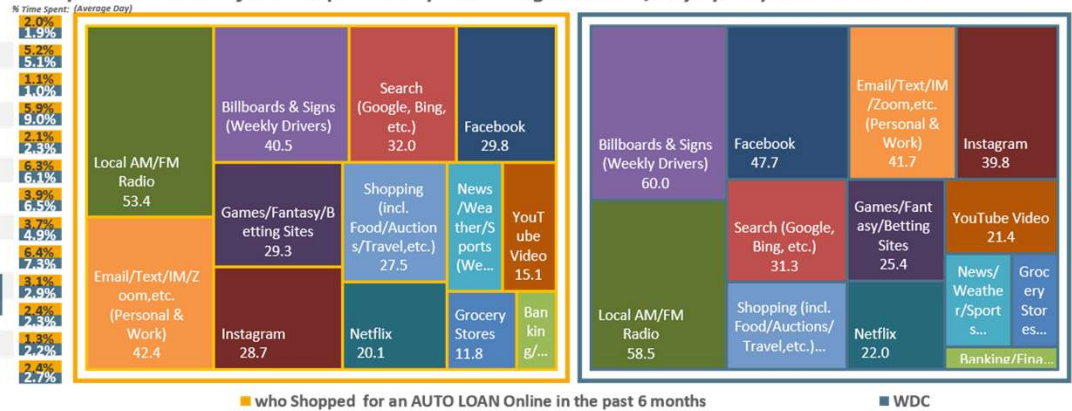 % Time Spent: (Average Day)
2.0%
1.9%
5.2%
5.1%
1.1%
1.0%
5.9%
9.0%
2.1%
2.3%
6.3%
6.1%
3.9%
6.5%
3.7%
4.9%
6.4%
7.3%
3.1%
2.9%
2.4%
2.3%
1.3%
2.2%
2.4%
2.7%
Local AM/FM
Radio
53.4
Email/Text/IM/Z
oom,etc.
(Personal &
Work)
42.4
Billboards & Signs
(Weekly Drivers)
40.5
Search
(Google, Bing,
etc.)
32.0
Facebook
29.8
Games/Fantasy/B
etting Sites
29.3
Instagram
28.7
Shopping
(incl.
Food/Auction
s/Travel,etc.)
27.5
Netflix
20.1
News
/Wea
ther/S
ports
(We...
YouT
ube
Video
15.1
Grocery
Stores
11.8
Ban
kin
g/...
Billboards & Signs
(Weekly Drivers)
60.0
Local AM/FM
Radio
58.5
Facebook
47.7
Email/Text/IM
/Zoom,etc.
(Personal &
Work)
41.7
Instagram
39.8
Search (Google,
Bing, etc.)
31.3
Shopping (incl.
Food/Auctions/
Travel,etc.)...
Games/Fant
asy/Betting
Sites
25.4
Netflix
22.0
YouTube Video
21.4
News/
Weathe
r/Sport
s...
Groc
ery
Stor
es...
Banking/Fina...
who Shopped for an AUTO LOAN Online in the past 6 months
WDC